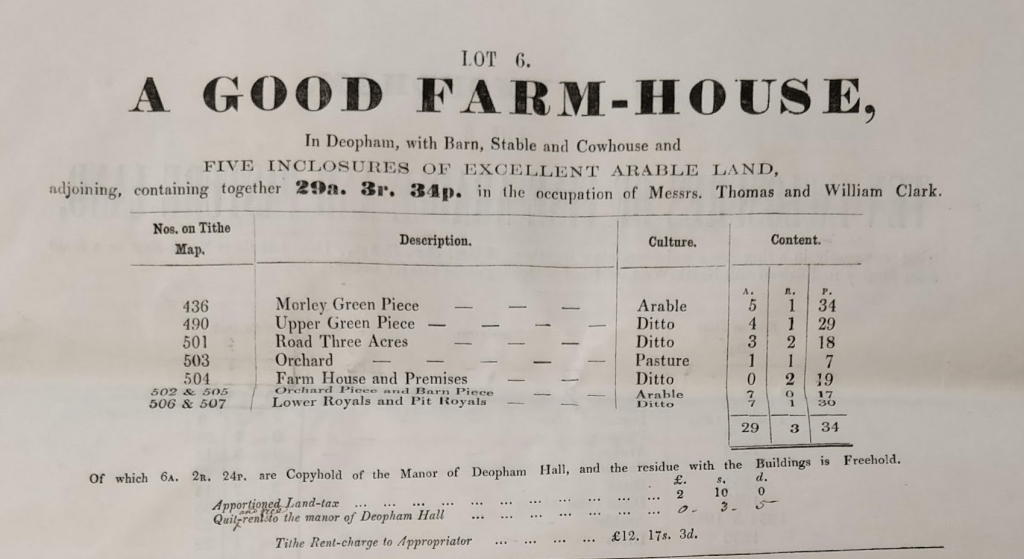 LOT 6.
A GOOD FARM-HOUSE,
In Deopham, with Barn, Stable and Cowhouse and
FIVE INCLOSURES OF EXCELLENT ARABLE LAND,
adjoining, containing together 29a. 3r. 34p. in the occupation of Messrs. Thomas and William Clark.
Nos. on Tithe Map. Description. Culture. Content.
A. R. P.
436 Morley Green Piece — — — Arable 5 1 34
490 Upper Green Piece — — — — Ditto 4 1 29
501 Road Three Acres — — — Ditto 3 2 18
503 Orchard — — — — — Pasture 1 1 7
504 Farm House and Premises — — Ditto 0 2 19
502 & 505 Orchard Piece and Barn Piece — — Arable 7 0 17
506 & 507 Lower Royals and Pit Royals — — Ditto 7 1 30
29 3 34
Of which 6A. 2R. 24P. are Copyhold of the Manor of Deopham Hall, and the residue with the Buildings is Freehold.
£. s. d.
Apportioned Land-tax ... ... ... ... ... ... ... ... ... ... ... 2 10 0
Quit-rent to the manor of Deopham Hall ... ... ... ... ... ... ... 0 - 3 - 5
Tithe Rent-charge to Appropriator ... ... ... ... £12. 17s. 3d.